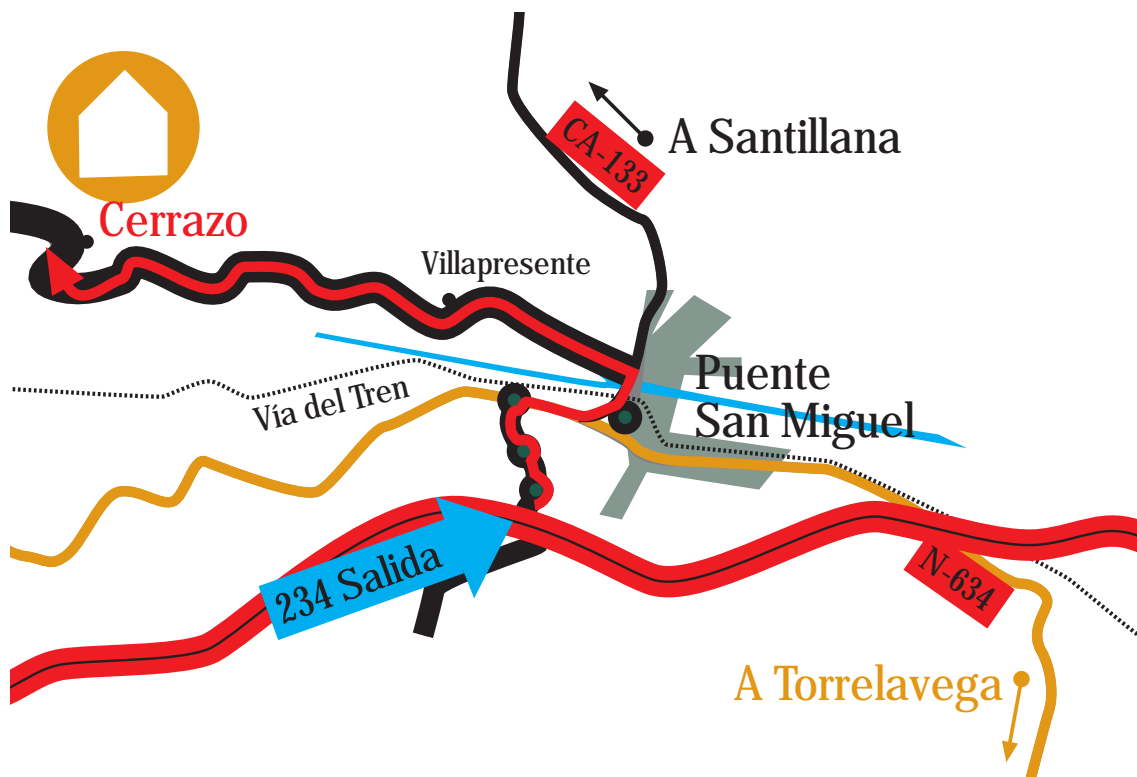 CA-133
A Santillana
Cerrazo
Villapresente
Puente
San Miguel
Vía del Tren
234 Salida
N-634
A Torrelavega